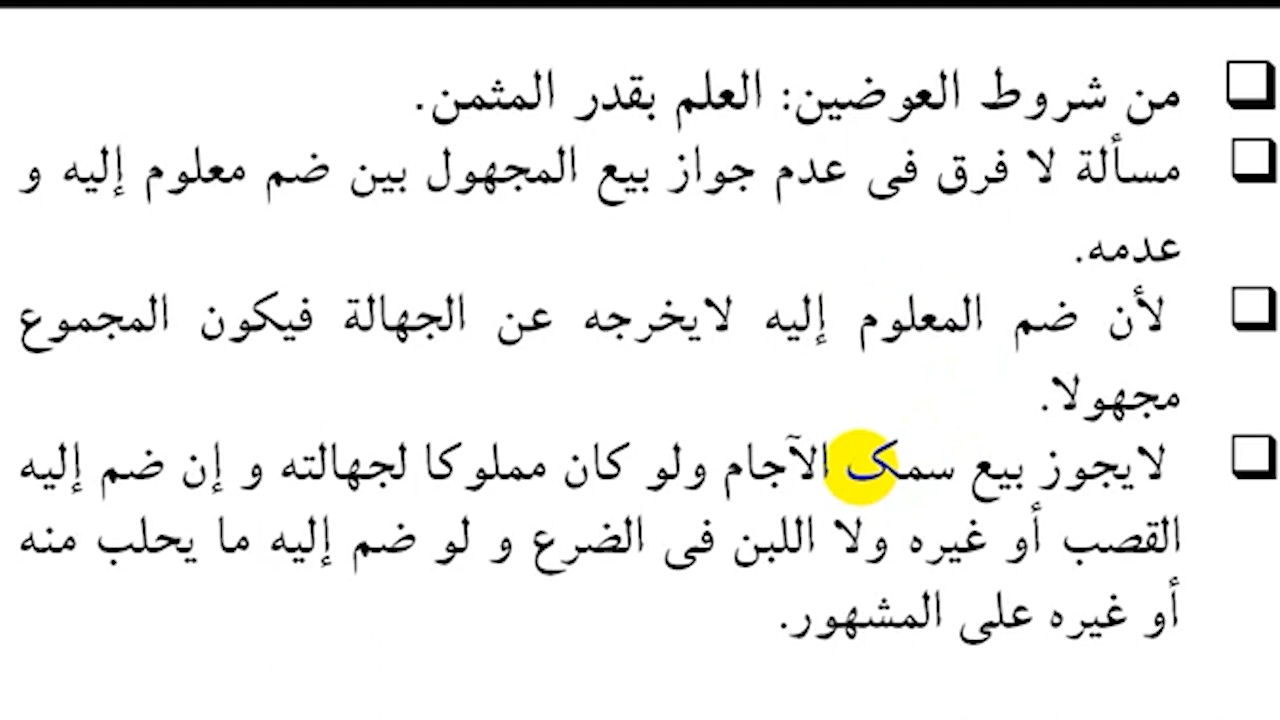 من شروط العوضين: العلم بقدر المثمن.
مسألة لا فرق فى عدم جواز بيع المجهول بين ضم معلوم إليه و
عدمه.
لأن ضم المعلوم إليه لايخرجه عن الجهالة فيكون المجموع
مجهولا.
لايجوز بيع سمک الآجام ولو كان مملوكا لجهالته و إن ضم إليه
القصب أو غيره ولا اللبن فى الضرع و لو ضم إليه ما يحلب منه
أو غيره على المشهور.